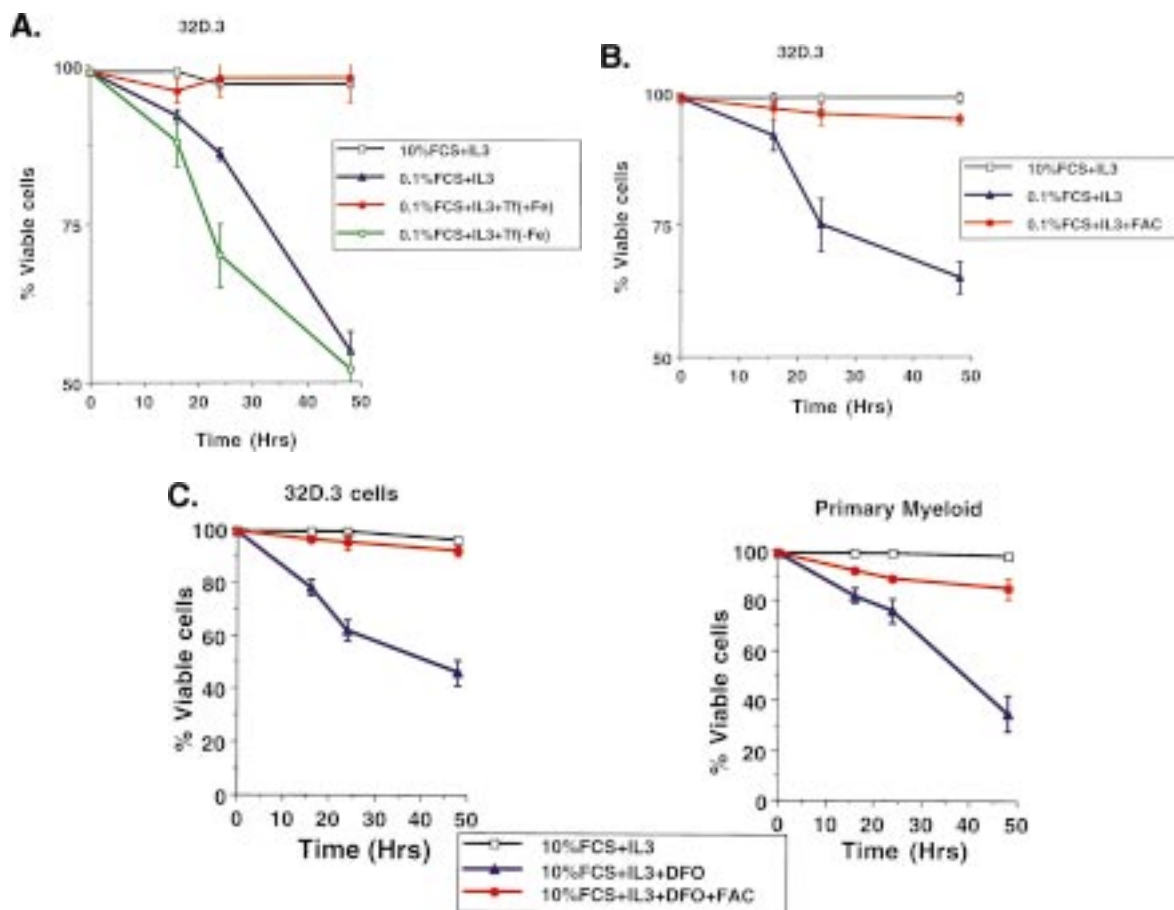 A.
32D.3
100
75
50
% Viable cells
0 10 20 30 40 50
Time (Hrs)
10%FCS+IL3
0.1%FCS+IL3
0.1%FCS+IL3+Tf(+Fe)
0.1%FCS+IL3+Tf(-Fe)
B.
32D.3
100
75
50
% Viable cells
0 10 20 30 40 50
Time (Hrs)
10%FCS+IL3
0.1%FCS+IL3
0.1%FCS+IL3+FAC
C.
32D.3 cells
100
80
60
40
20
0
% Viable cells
0 10 20 30 40 50
Time (Hrs)
Primary Myeloid
100
80
60
40
20
0
% Viable cells
0 10 20 30 40 50
Time (Hrs)
10%FCS+IL3
10%FCS+IL3+DFO
10%FCS+IL3+DFO+FAC